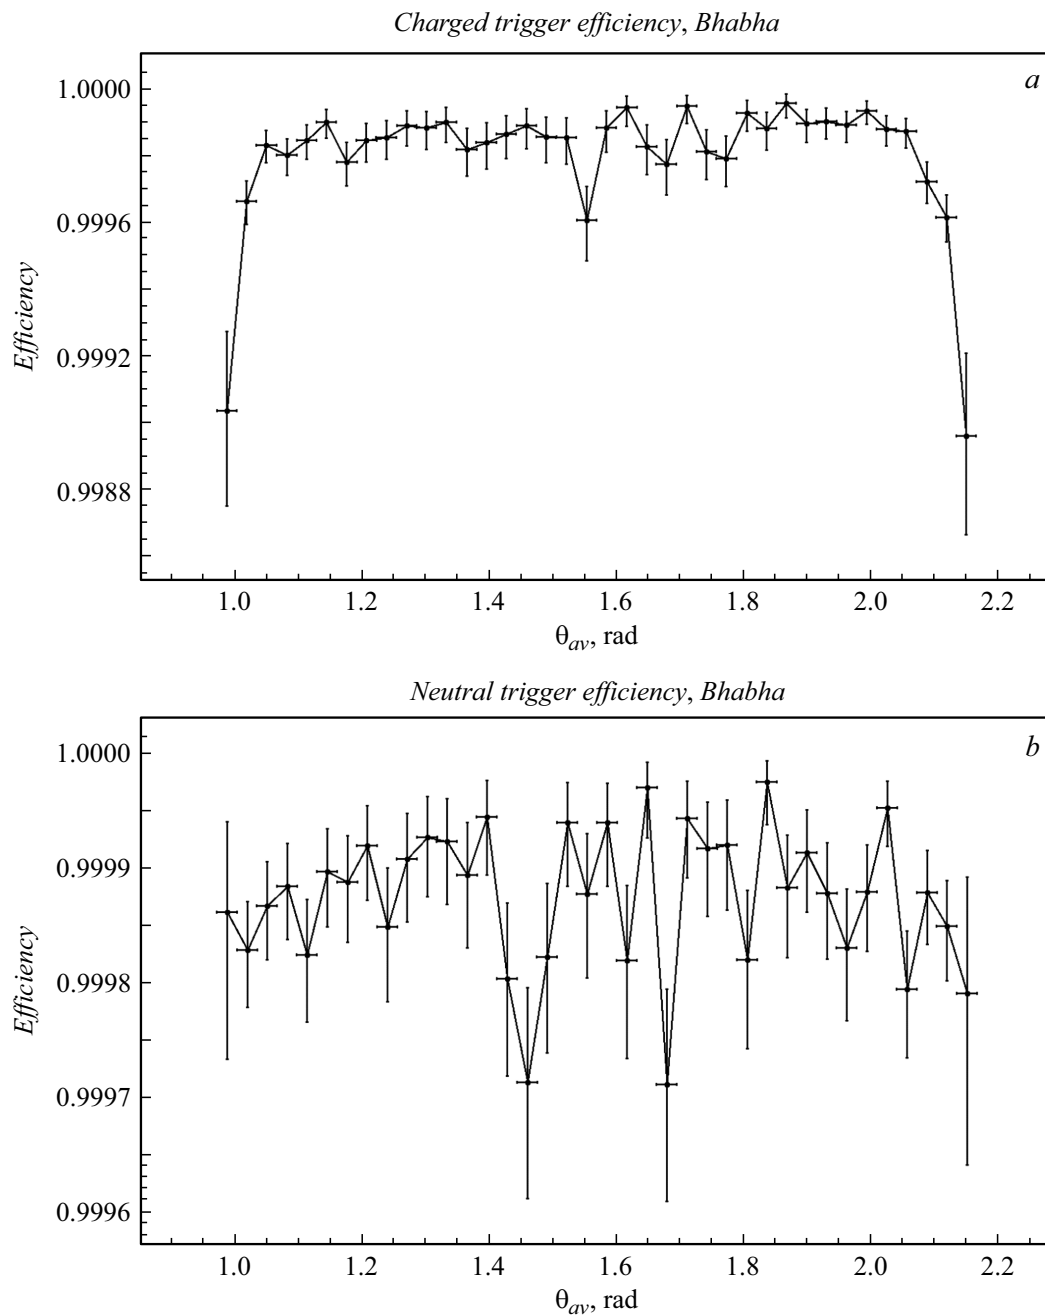 Charged trigger efficiency, Bhabha
a
1.0000
0.9996
0.9992
0.9988
Efficiency
1.0 1.2 1.4 1.6 1.8 2.0 2.2
θav, rad
Neutral trigger efficiency, Bhabha
b
1.0000
0.9999
0.9998
0.9997
0.9996
Efficiency
1.0 1.2 1.4 1.6 1.8 2.0 2.2
θav, rad